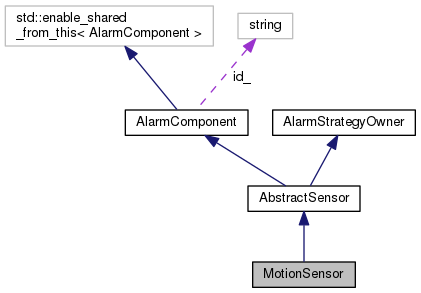 std::enable_shared
_from_this< AlarmComponent >
string
id_
AlarmComponent
AlarmStrategyOwner
AbstractSensor
MotionSensor